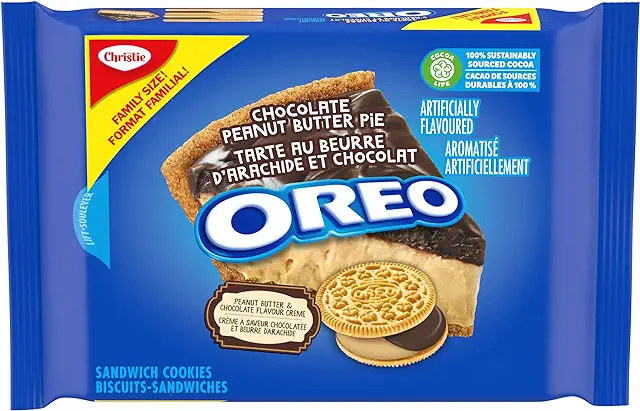 Christie
FAMILY SIZE!
FORMAT FAMILIAL!
COCOA
LIFE
100% SUSTAINABLY
SOURCED COCOA
CACAO DE SOURCES
DURABLES À 100 %
CHOCOLATE
PEANUT BUTTER PIE
TARTE AU BEURRE
D'ARACHIDE ET CHOCOLAT
ARTIFICIALLY
FLAVOURED
AROMATISÉ
ARTIFICIELLEMENT
LIFT-SOULEVER
OREO
PEANUT BUTTER &
CHOCOLATE FLAVOUR CREME
CRÈME À SAVEUR CHOCOLATÉE
ET BEURRE D'ARACHIDE
OREO
SANDWICH COOKIES
BISCUITS-SANDWICHES